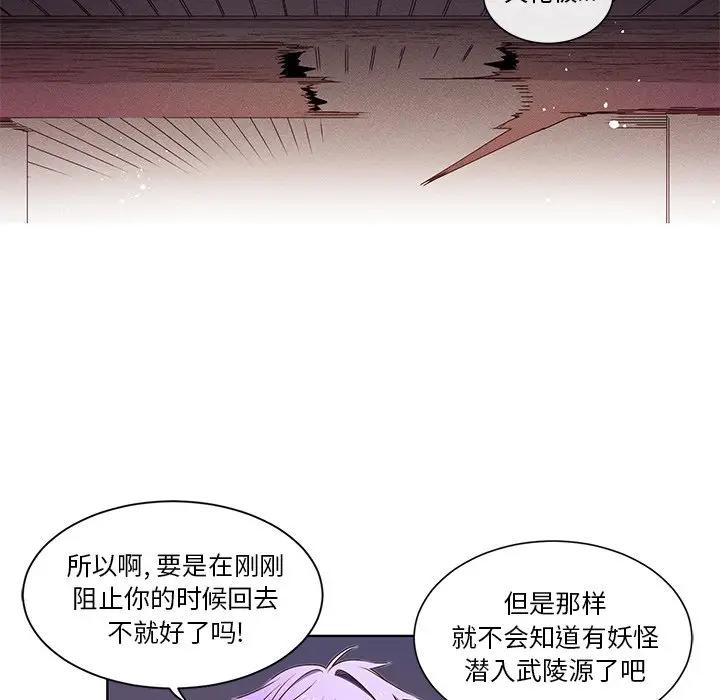 所以啊, 要是在刚刚
阻止你的时候回去
不就好了吗!
但是那样
就不会知道有妖怪
潜入武陵源了吧